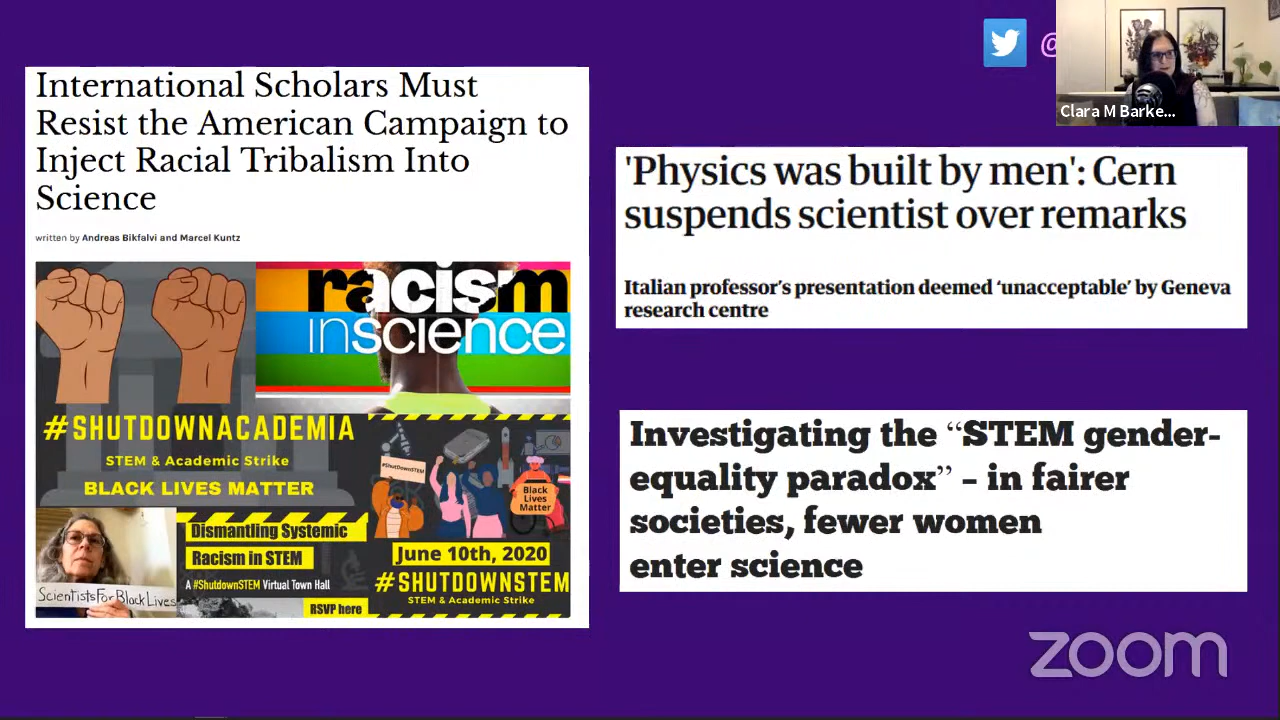 @
Clara M Barke...
International Scholars Must
Resist the American Campaign to
Inject Racial Tribalism Into
Science
written by Andreas Bikfalvi and Marcel Kuntz
racism
inscience
#SHUTDOWNACADEMIA
STEM & Academic Strike
BLACK LIVES MATTER
#ShutDownSTEM
Black
Lives
Matter
ScientistsForBlackLives
Dismantling Systemic
Racism in STEM
A #ShutdownSTEM Virtual Town Hall
RSVP here
June 10th, 2020
#SHUTDOWNSTEM
STEM & Academic Strike
'Physics was built by men': Cern
suspends scientist over remarks
Italian professor's presentation deemed ‘unacceptable’ by Geneva
research centre
Investigating the “STEM gender-
equality paradox” – in fairer
societies, fewer women
enter science
zoom